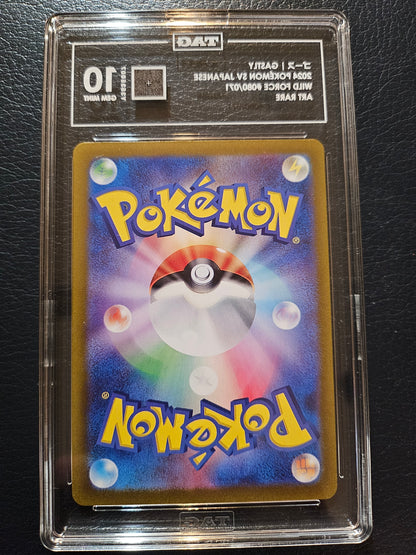 TAG
ゴース | GASTLY
2024 POKÉMON SV JAPANESE
WILD FORCE #080/071
ART RARE
10
GEM MINT
POKéMON
®
POKéMON
®
TAG